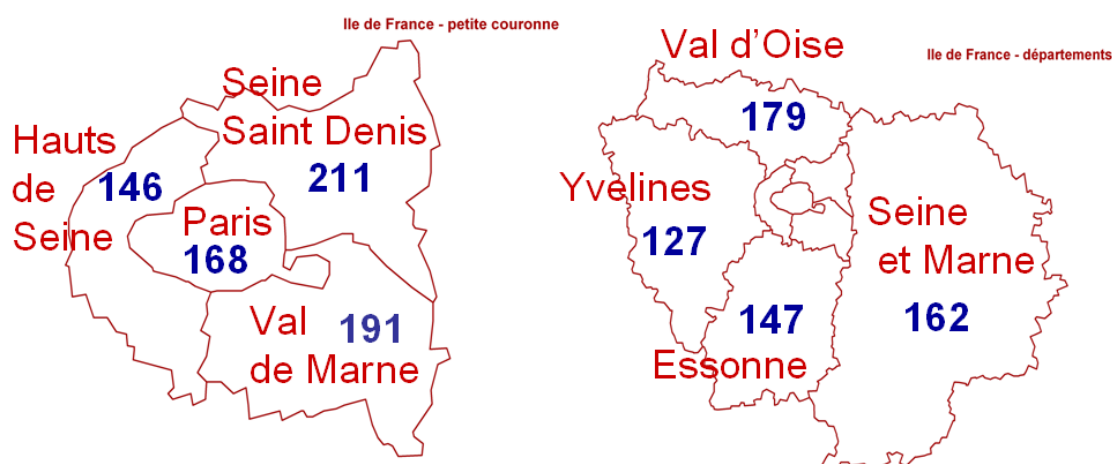 Ile de France - petite couronne
Seine
Saint Denis
211
Hauts
de
Seine
146
Paris
168
Val
de Marne
191
Ile de France - départements
Val d'Oise
179
Yvelines
127
Seine
et Marne
162
147
Essonne